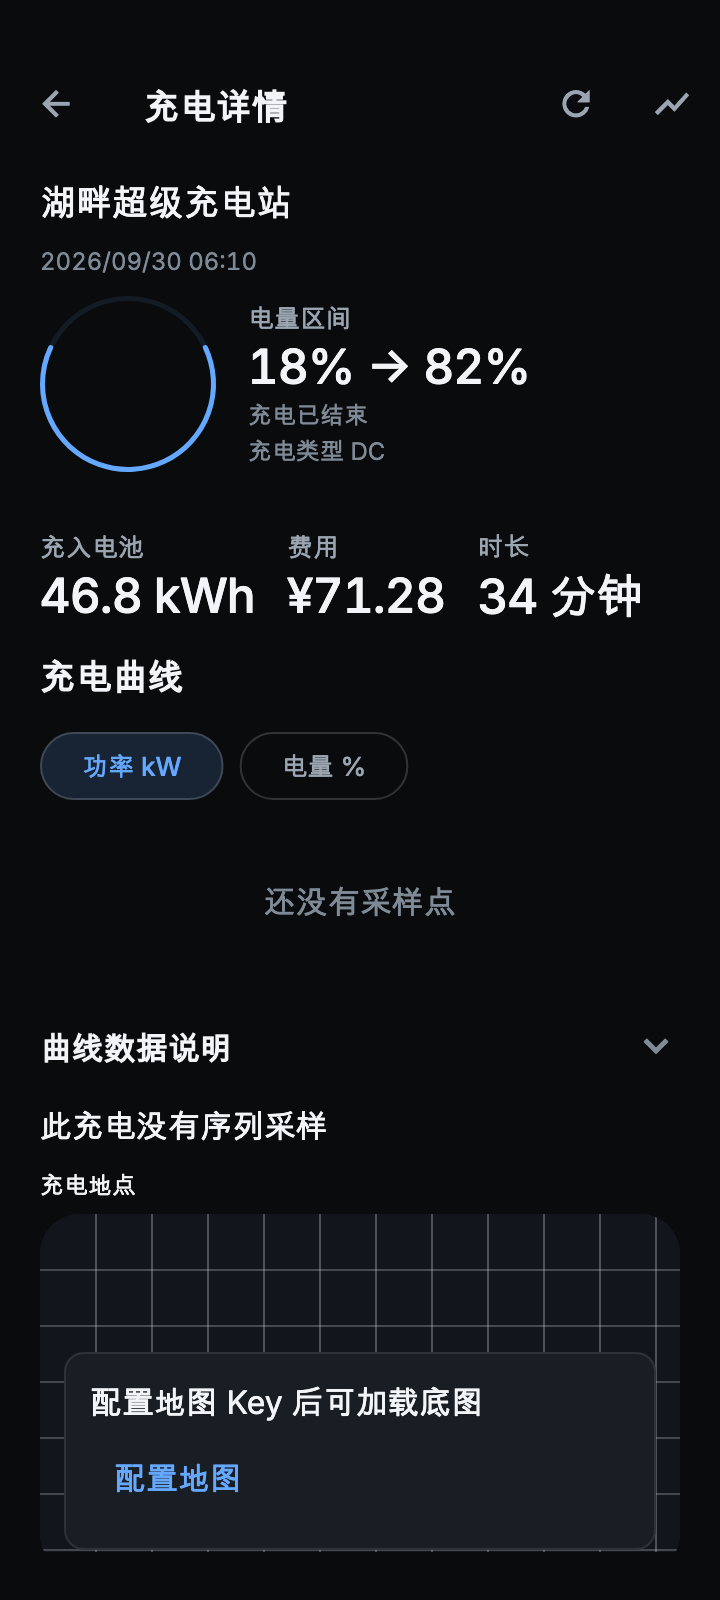 充电详情
湖畔超级充电站
2026/09/30 06:10
电量区间
18% → 82%
充电已结束
充电类型 DC
充入电池 费用 时长
46.8 kWh ¥71.28 34 分钟
充电曲线
功率 kW 电量 %
还没有采样点
曲线数据说明
此充电没有序列采样
充电地点
配置地图 Key 后可加载底图
配置地图